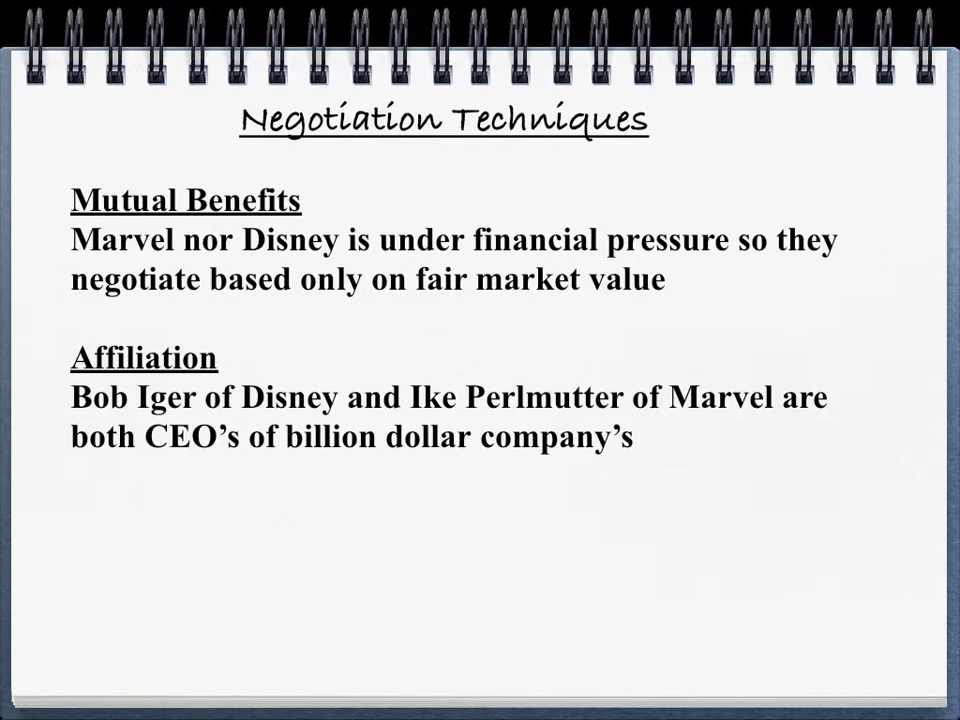 Negotiation Techniques
Mutual Benefits
Marvel nor Disney is under financial pressure so they
negotiate based only on fair market value
Affiliation
Bob Iger of Disney and Ike Perlmutter of Marvel are
both CEO’s of billion dollar company’s